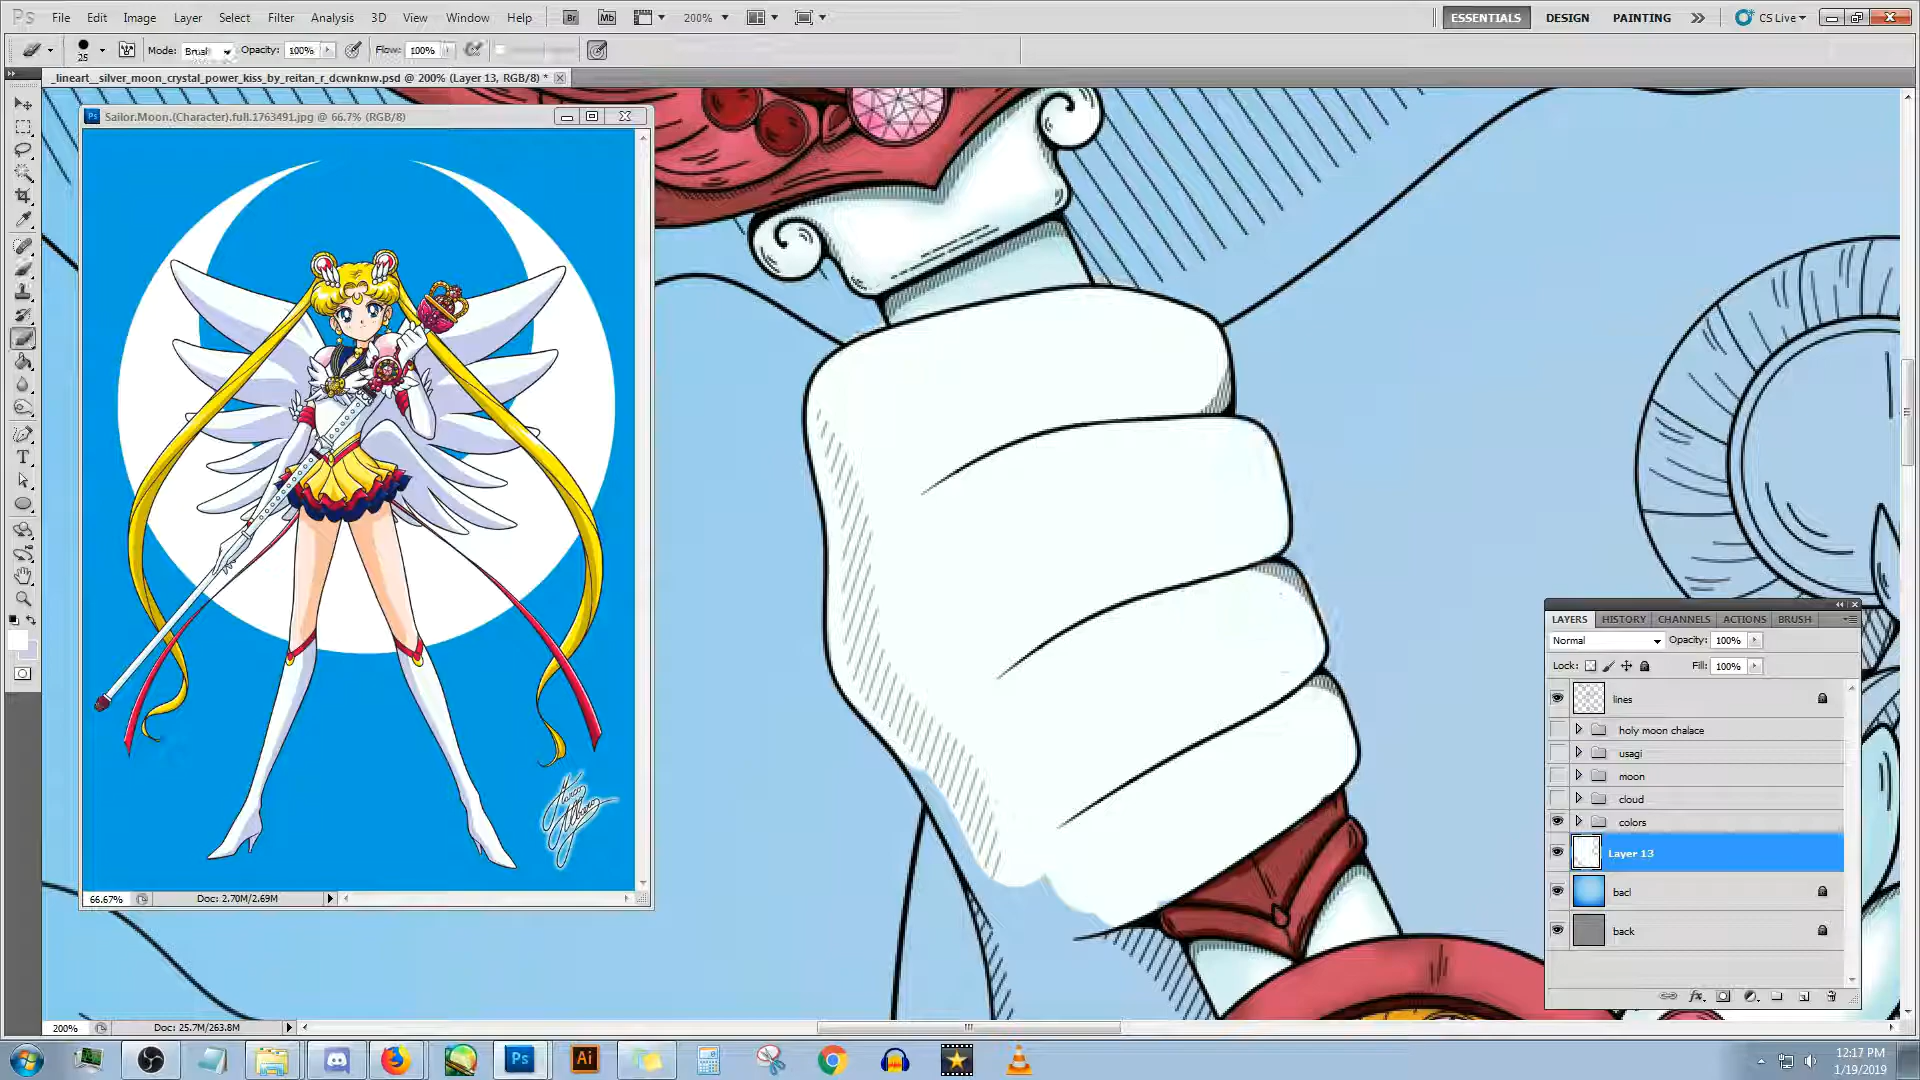 Ps File Edit Image Layer Select Filter Analysis 3D View Window Help Br Mb 200% ESSENTIALS DESIGN PAINTING CS Live
25 Mode: Brush Opacity: 100% Flow: 100%
_lineart__silver_moon_crystal_power_kiss_by_reitan_r_dcwnknw.psd @ 200% (Layer 13, RGB/8) *
Ps Sailor.Moon.(Character).full.1763491.jpg @ 66.7% (RGB/8)
T
66.67% Doc: 2.70M/2.69M
LAYERS HISTORY CHANNELS ACTIONS BRUSH
Normal Opacity: 100%
Lock: Fill: 100%
lines
holy moon chalace
usagi
moon
cloud
colors
Layer 13
bacl
back
fx
200% Doc: 25.7M/263.8M
Ps Ai
12:17 PM
1/19/2019